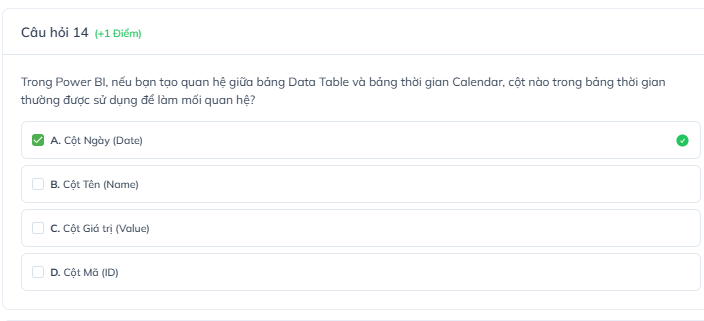 Câu hỏi 14 (+1 Điểm)
Trong Power BI, nếu bạn tạo quan hệ giữa bảng Data Table và bảng thời gian Calendar, cột nào trong bảng thời gian
thường được sử dụng để làm mối quan hệ?
A. Cột Ngày (Date)
B. Cột Tên (Name)
C. Cột Giá trị (Value)
D. Cột Mã (ID)